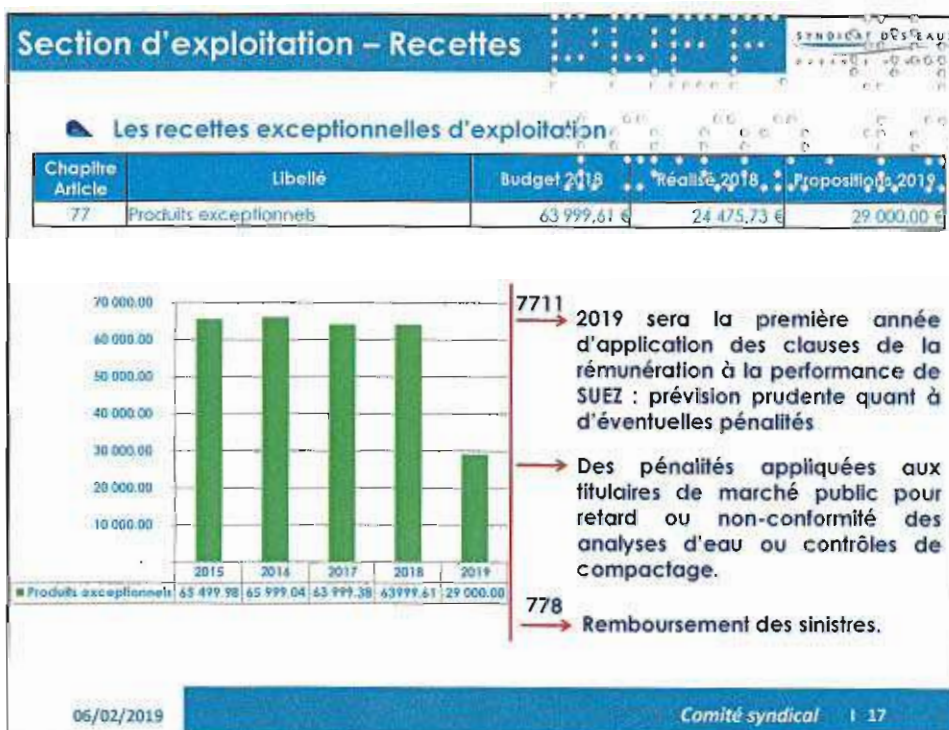 Section d'exploitation – Recettes
SYNDICAT DES EAUX
Les recettes exceptionnelles d'exploitation
Chapitre Article Libellé Budget 2018 Réalisé 2018 Propositions 2019
77 Produits exceptionnels 63 999,61 € 24 475,73 € 29 000,00 €
70 000.00
60 000.00
50 000.00
40 000.00
30 000.00
20 000.00
10 000.00
-
2015 2016 2017 2018 2019
Produits exceptionnels 65 499.98 65 999.04 63 999.38 63999.61 29 000.00
7711
2019 sera la première année
d'application des clauses de la
rémunération à la performance de
SUEZ : prévision prudente quant à
d'éventuelles pénalités
Des pénalités appliquées aux
titulaires de marché public pour
retard ou non-conformité des
analyses d'eau ou contrôles de
compactage.
778
Remboursement des sinistres.
06/02/2019
Comité syndical | 17